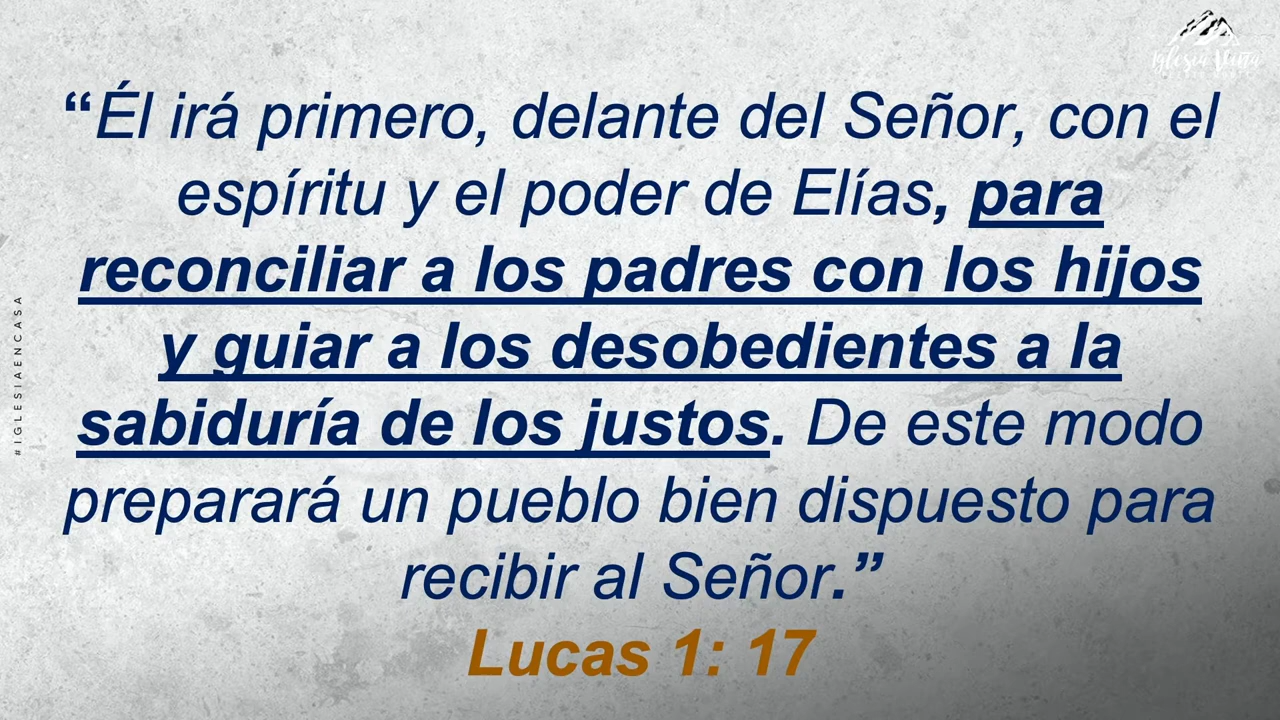 “Él irá primero, delante del Señor, con el
espíritu y el poder de Elías, para
reconciliar a los padres con los hijos
y guiar a los desobedientes a la
sabiduría de los justos. De este modo
preparará un pueblo bien dispuesto para
recibir al Señor.”
Lucas 1: 17
#IGLESIAENCASA
Iglesia